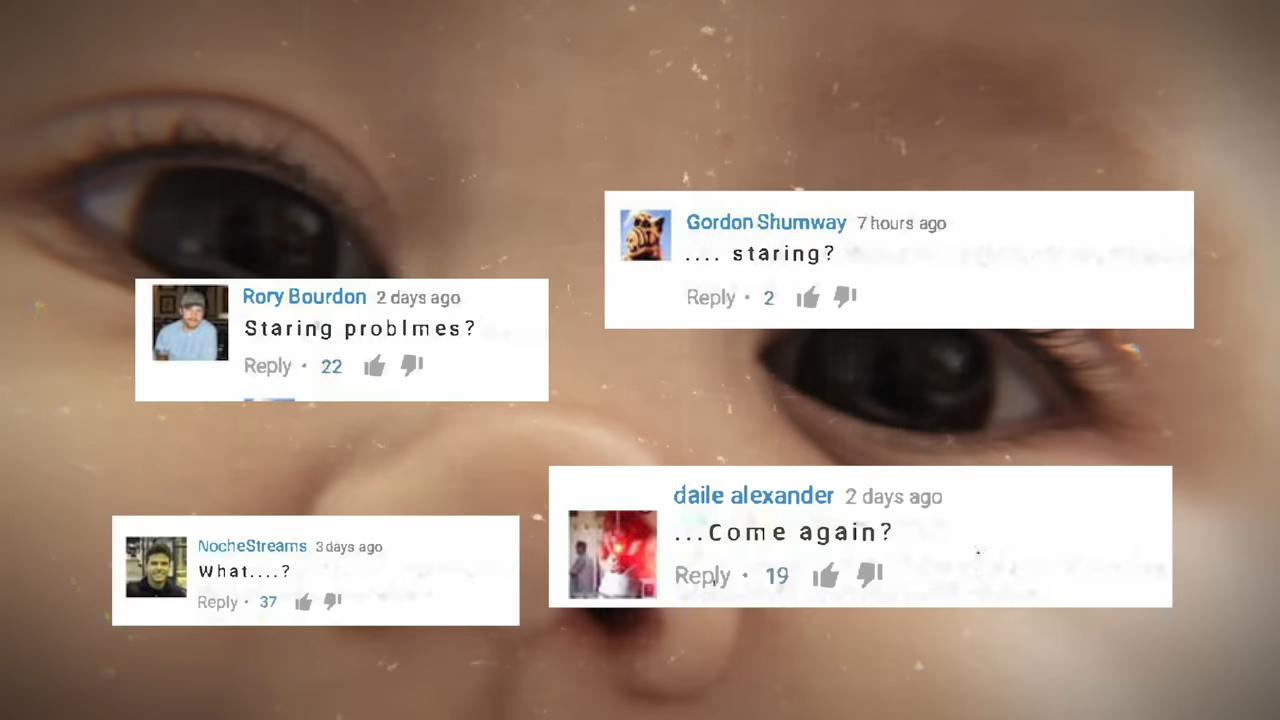 Gordon Shumway 7 hours ago
.... staring?
Reply • 2
Rory Bourdon 2 days ago
Staring problmes?
Reply • 22
daile alexander 2 days ago
...Come again?
Reply • 19
NocheStreams 3 days ago
What....?
Reply • 37